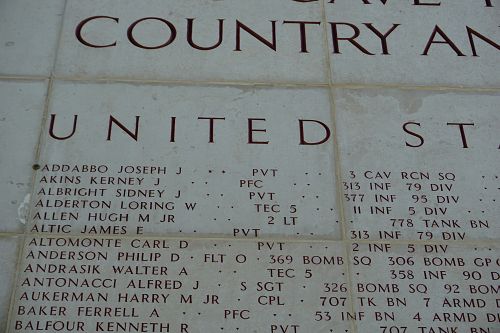 COUNTRY AN
UNITED ST
ADDABBO JOSEPH J · · PVT · · 3 CAV RCN SQ
AKINS KERNEY J · · PFC · · 313 INF 79 DIV
ALBRIGHT SIDNEY J · · PVT · · 377 INF 95 DIV
ALDERTON LORING W · · TEC 5 · · 11 INF 5 DIV
ALLEN HUGH M JR · · 2 LT · · 778 TANK BN
ALTIC JAMES E · · PVT · · 313 INF 79 DIV
ALTOMONTE CARL D · PVT · · 2 INF 5 DIV
ANDERSON PHILIP D · FLT O · 369 BOMB SQ 306 BOMB GP
ANDRASIK WALTER A · TEC 5 · · 358 INF 90 D
ANTONACCI ALFRED J · S SGT · 326 BOMB SQ 92 BOM
AUKERMAN HARRY M JR · CPL · 707 TK BN 7 ARMD
BAKER FERRELL A · PFC · · 53 INF BN 4 ARMD D
BALFOUR KENNETH R · PVT · · 707 TK BN 7 ARM